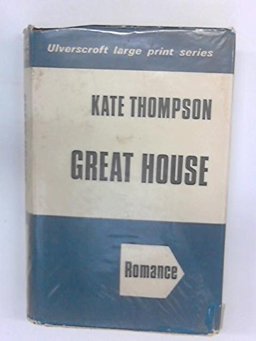 Ulverscroft large print series
KATE THOMPSON
GREAT HOUSE
Romance